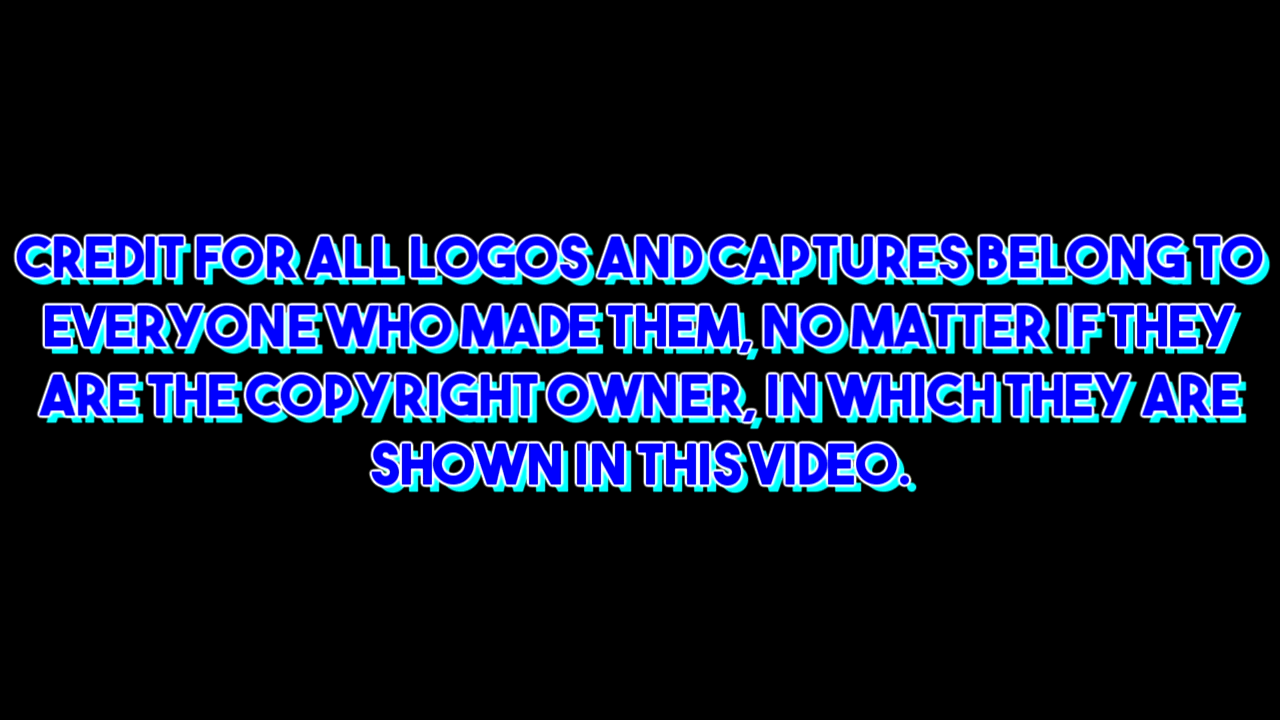 CREDIT FOR ALL LOGOS AND CAPTURES BELONG TO
EVERYONE WHO MADE THEM, NO MATTER IF THEY
ARE THE COPYRIGHT OWNER, IN WHICH THEY ARE
SHOWN IN THIS VIDEO.